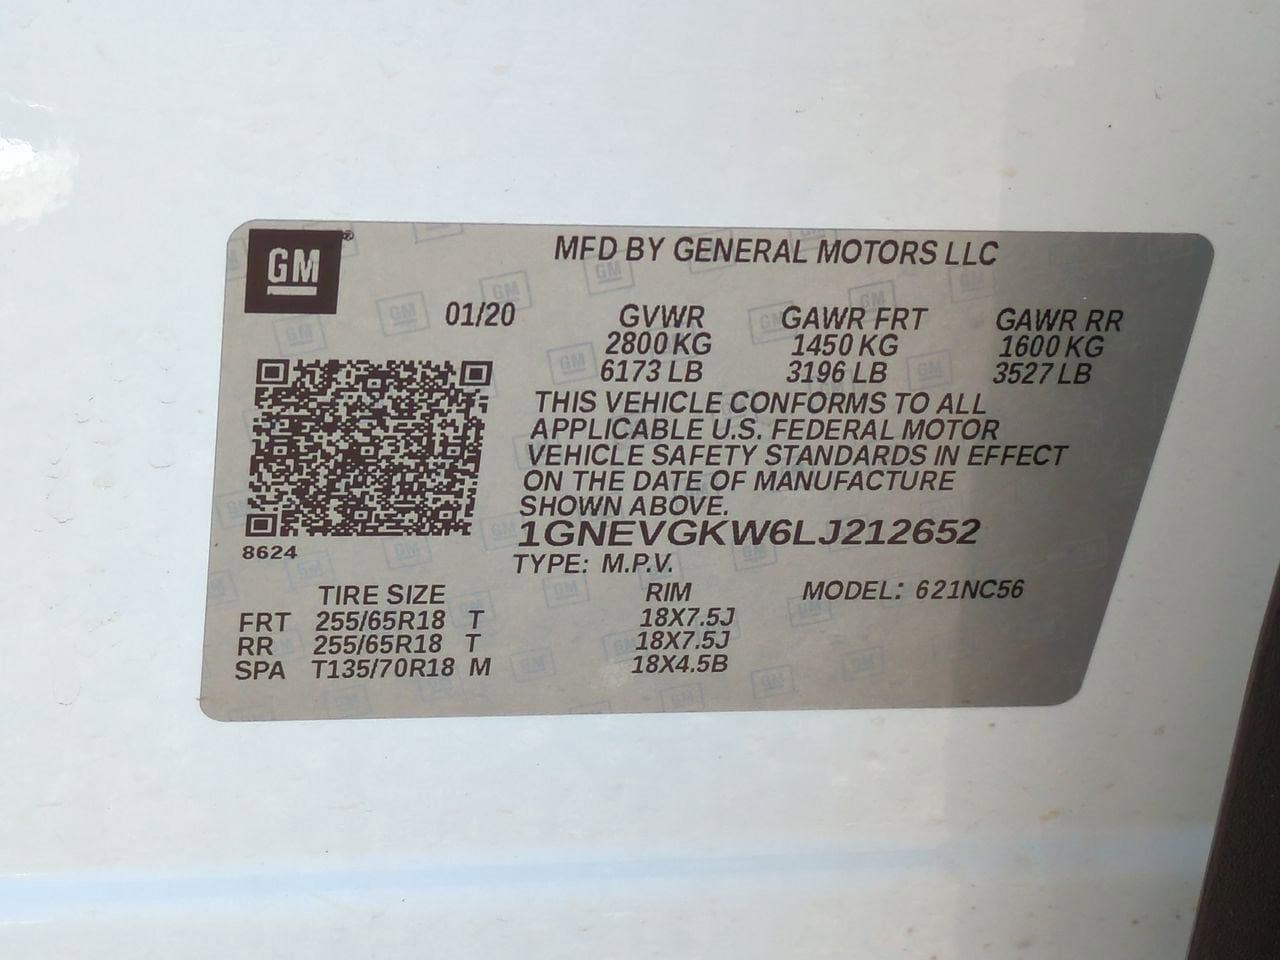 GM
MFD BY GENERAL MOTORS LLC
01/20 GVWR GAWR FRT GAWR RR
2800 KG 1450 KG 1600 KG
6173 LB 3196 LB 3527 LB
THIS VEHICLE CONFORMS TO ALL
APPLICABLE U.S. FEDERAL MOTOR
VEHICLE SAFETY STANDARDS IN EFFECT
ON THE DATE OF MANUFACTURE
SHOWN ABOVE.
1GNEVGKW6LJ212652
8624
TYPE: M.P.V.
TIRE SIZE RIM MODEL: 621NC56
FRT 255/65R18 T 18X7.5J
RR 255/65R18 T 18X7.5J
SPA T135/70R18 M 18X4.5B